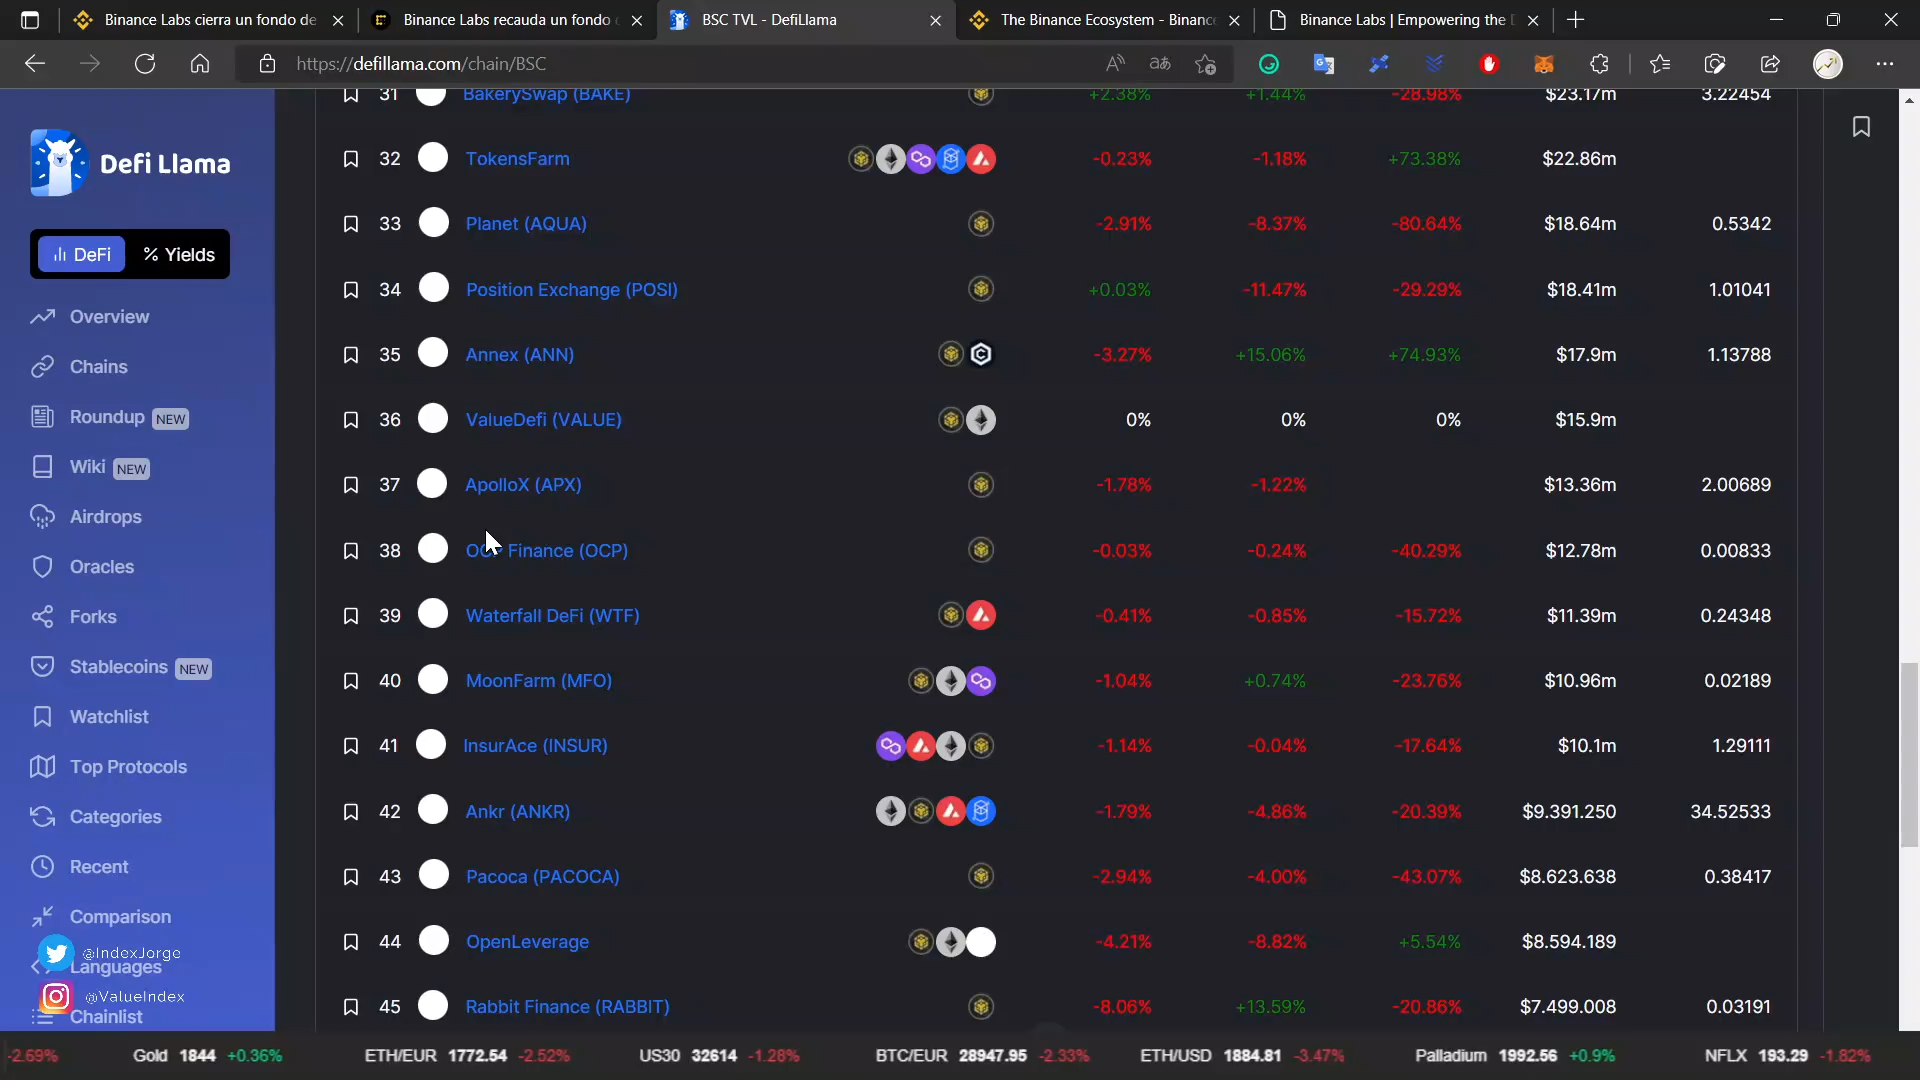 Binance Labs cierra un fondo de
Binance Labs recauda un fondo
BSC TVL - DefiLlama
The Binance Ecosystem - Binanc
Binance Labs | Empowering the
https://defillama.com/chain/BSC
Defi Llama
DeFi
% Yields
Overview
Chains
Roundup NEW
Wiki NEW
Airdrops
Oracles
Forks
Stablecoins NEW
Watchlist
Top Protocols
Categories
Recent
Comparison
@IndexJorge
Languages
@ValueIndex
Chainlist
31 BakerySwap (BAKE) +2.38% +1.44% -28.98% $23.17m 3.22454
32 TokensFarm -0.23% -1.18% +73.38% $22.86m
33 Planet (AQUA) -2.91% -8.37% -80.64% $18.64m 0.5342
34 Position Exchange (POSI) +0.03% -11.47% -29.29% $18.41m 1.01041
35 Annex (ANN) -3.27% +15.06% +74.93% $17.9m 1.13788
36 ValueDefi (VALUE) 0% 0% 0% $15.9m
37 ApolloX (APX) -1.78% -1.22% $13.36m 2.00689
38 OCP Finance (OCP) -0.03% -0.24% -40.29% $12.78m 0.00833
39 Waterfall DeFi (WTF) -0.41% -0.85% -15.72% $11.39m 0.24348
40 MoonFarm (MFO) -1.04% +0.74% -23.76% $10.96m 0.02189
41 InsurAce (INSUR) -1.14% -0.04% -17.64% $10.1m 1.29111
42 Ankr (ANKR) -1.79% -4.86% -20.39% $9.391.250 34.52533
43 Pacoca (PACOCA) -2.94% -4.00% -43.07% $8.623.638 0.38417
44 OpenLeverage -4.21% -8.82% +5.54% $8.594.189
45 Rabbit Finance (RABBIT) -8.06% +13.59% -20.86% $7.499.008 0.03191
-2.69% Gold 1844 +0.36% ETH/EUR 1772.54 -2.52% US30 32614 -1.28% BTC/EUR 28947.95 -2.33% ETH/USD 1884.81 -3.47% Palladium 1992.56 +0.9% NFLX 193.29 -1.82%